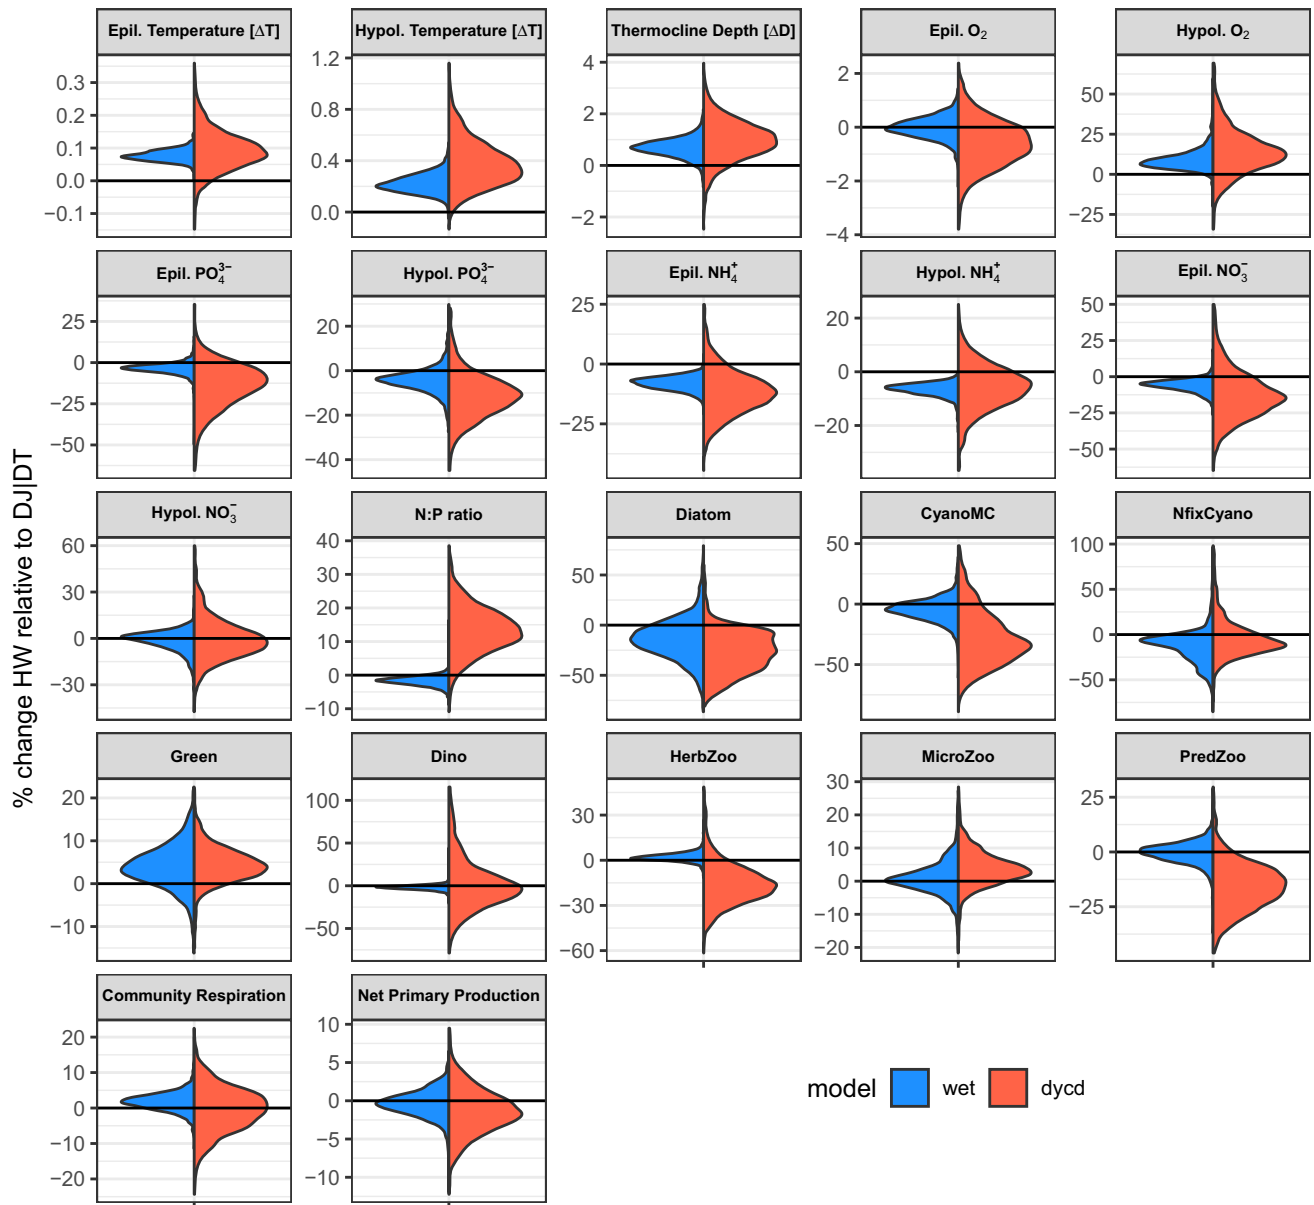 Epil. Temperature [ΔT] Hypol. Temperature [ΔT] Thermocline Depth [ΔD] Epil. O₂ Hypol. O₂
0.3 0.2 0.1 0.0 −0.1
1.2 0.8 0.4 0.0
4 2 0 −2
2 0 −2 −4
50 25 0 −25
Epil. PO₄³⁻ Hypol. PO₄³⁻ Epil. NH₄⁺ Hypol. NH₄⁺ Epil. NO₃⁻
25 0 −25 −50
20 0 −20 −40
25 0 −25
20 0 −20
50 25 0 −25 −50
Hypol. NO₃⁻ N:P ratio Diatom CyanoMC NfixCyano
60 30 0 −30
40 30 20 10 0 −10
50 0 −50
50 0 −50
100 50 0 −50
Green Dino HerbZoo MicroZoo PredZoo
20 10 0 −10
100 50 0 −50
30 0 −30 −60
30 20 10 0 −10 −20
25 0 −25
Community Respiration Net Primary Production
20 10 0 −10 −20
10 5 0 −5 −10
% change HW relative to DJ|DT
model wet dycd